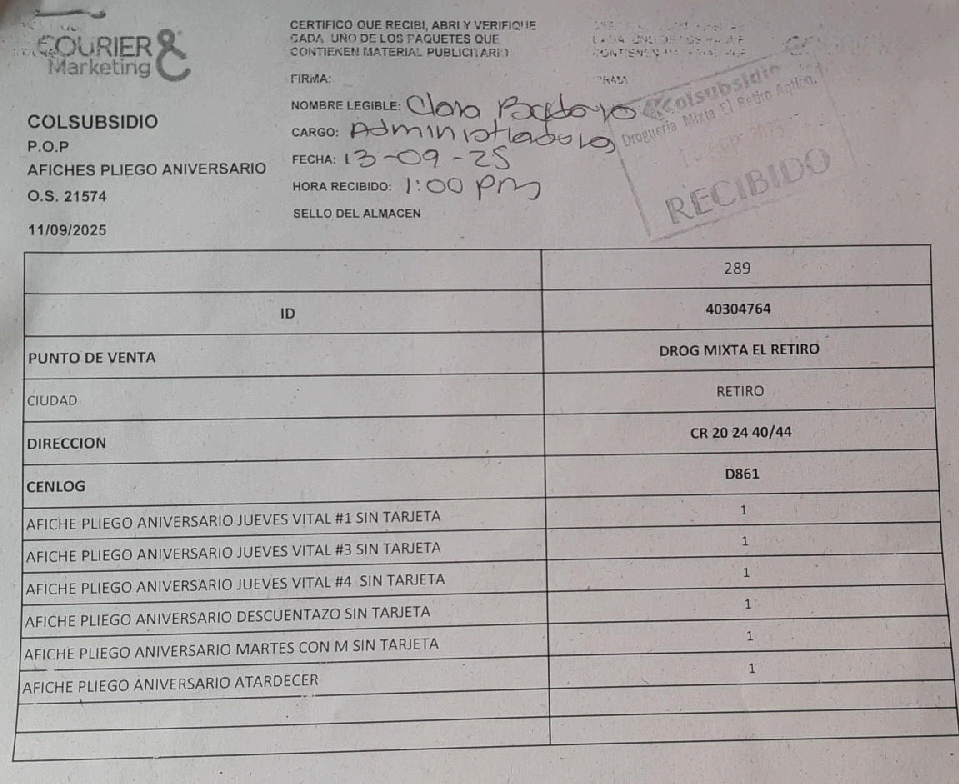 COURIER &
Marketing
COLSUBSIDIO
P.O.P
AFICHES PLIEGO ANIVERSARIO
O.S. 21574
11/09/2025
CERTIFICO QUE RECIBI, ABRI Y VERIFIQUE
CADA UNO DE LOS PAQUETES QUE
CONTIENEN MATERIAL PUBLICITARIO
FIRMA:
NOMBRE LEGIBLE: Clara
CARGO: Administradora
FECHA: 13-09-25
HORA RECIBIDO: 1:00 pm
SELLO DEL ALMACEN
Colsubsidio
Droguería Mixta El Retiro
RECIBIDO
289
ID 40304764
PUNTO DE VENTA DROG MIXTA EL RETIRO
CIUDAD RETIRO
DIRECCION CR 20 24 40/44
CENLOG D861
AFICHE PLIEGO ANIVERSARIO JUEVES VITAL #1 SIN TARJETA 1
AFICHE PLIEGO ANIVERSARIO JUEVES VITAL #3 SIN TARJETA 1
AFICHE PLIEGO ANIVERSARIO JUEVES VITAL #4 SIN TARJETA 1
AFICHE PLIEGO ANIVERSARIO DESCUENTAZO SIN TARJETA 1
AFICHE PLIEGO ANIVERSARIO MARTES CON M SIN TARJETA 1
AFICHE PLIEGO ANIVERSARIO ATARDECER 1